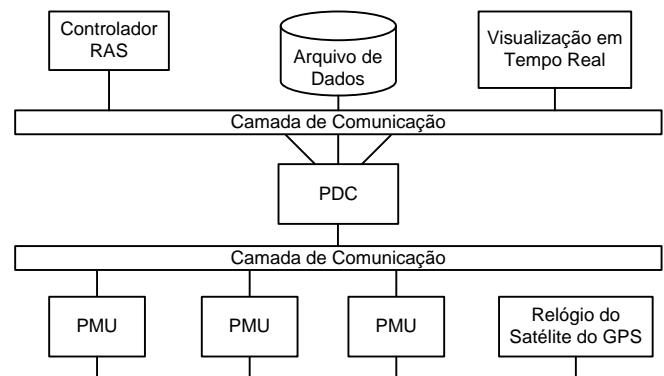 Controlador
RAS
Arquivo de
Dados
Visualização em
Tempo Real
Camada de Comunicação
PDC
Camada de Comunicação
PMU
PMU
PMU
Relógio do
Satélite do GPS